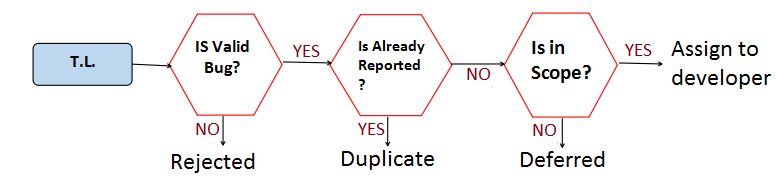 T.L.
IS Valid
Bug?
YES
NO
Rejected
Is Already
Reported
?
NO
YES
Duplicate
Is in
Scope?
YES
NO
Deferred
Assign to
developer